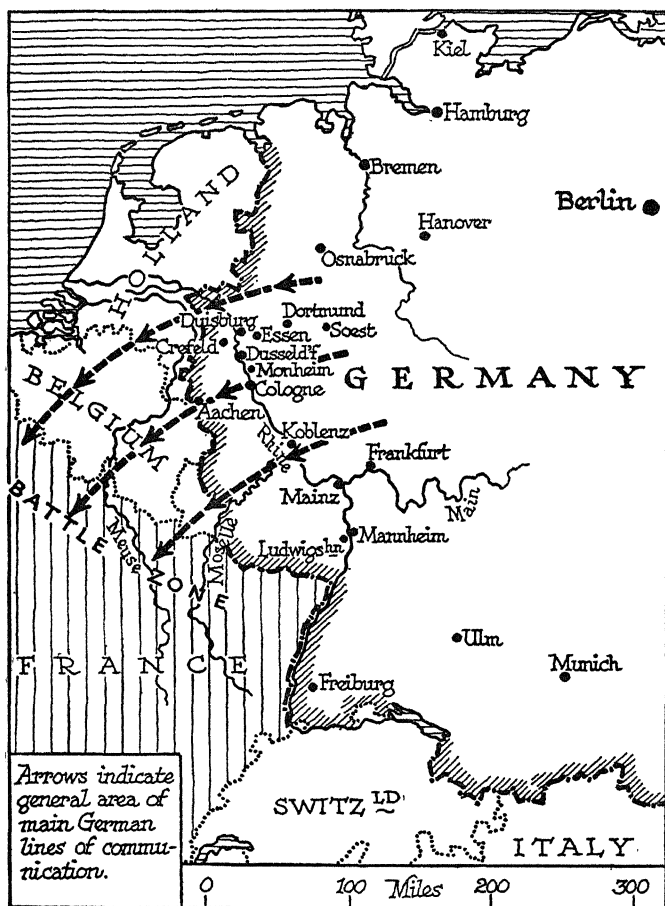 Kiel
Hamburg
Bremen
Berlin
Hanover
HOLLAND
Osnabruck
Duisburg
Dortmund
Essen
Soest
Crefeld
Dusseld'f
Monhein
GERMANY
BELGIUM
Cologne
Aachen
Rhine
Koblenz
Frankfurt
Mainz
Main
BATTLE ZONE
Meuse
Moselle
Ludwigshn
Mannheim
Ulm
FRANCE
Munich
Freiburg
SWITZ LD
ITALY
Arrows indicate
general area of
main German
lines of commu-
nication.
0 100 Miles 200 300